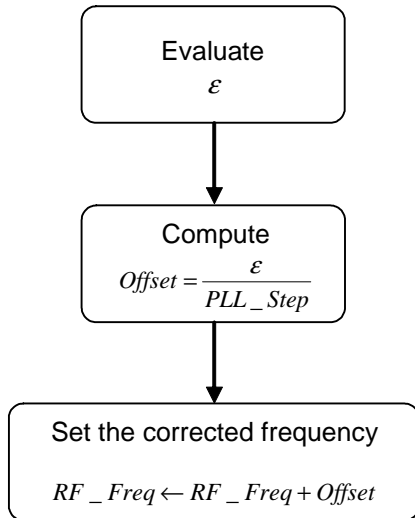 Evaluate
ε
Compute
Offset = ε / PLL_Step
Set the corrected frequency
RF_Freq ← RF_Freq + Offset